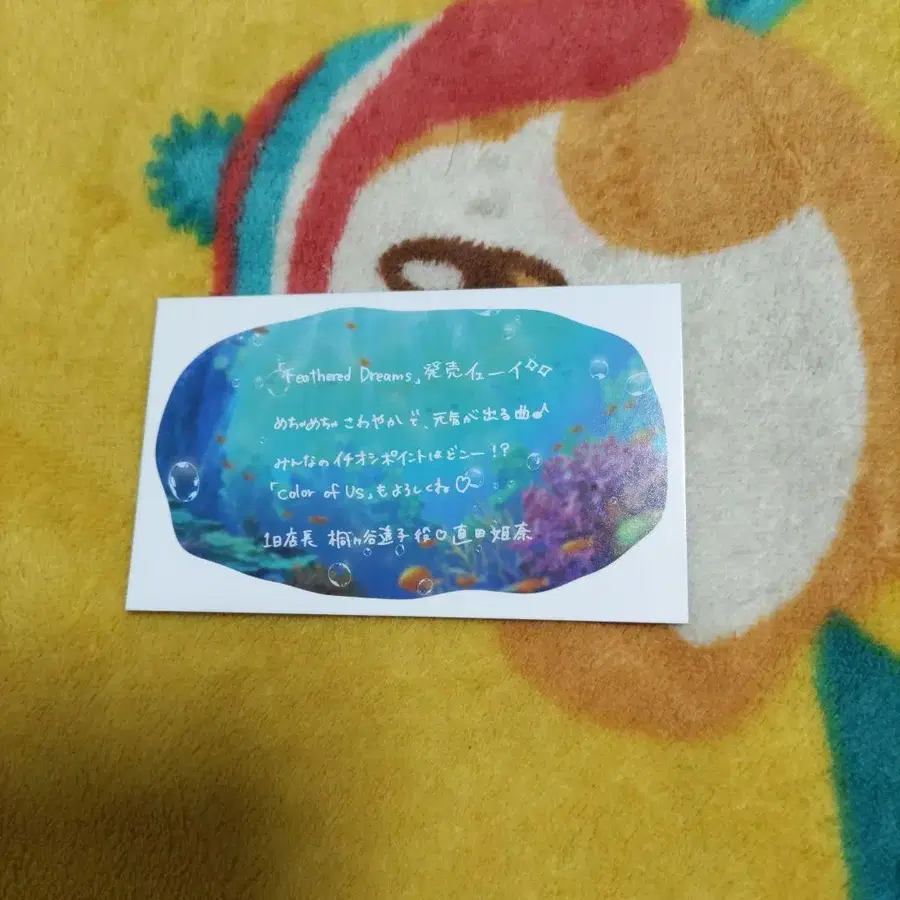 「Feathered Dreams」発売イェーイ✧✧
めちゃめちゃさわやかで、元気が出る曲♪
みんなのイチオシポイントはどこー!?
「Color of Us」もよろしくね♡
1日店長 桐ヶ谷遥子役♡直田姫奈